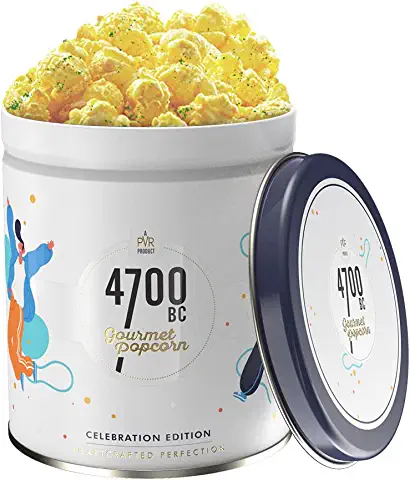 A
PVR
PRODUCT
4700
BC
Gourmet
Popcorn
CELEBRATION EDITION
HANDCRAFTED PERFECTION
4700
BC
Gourmet
Popcorn